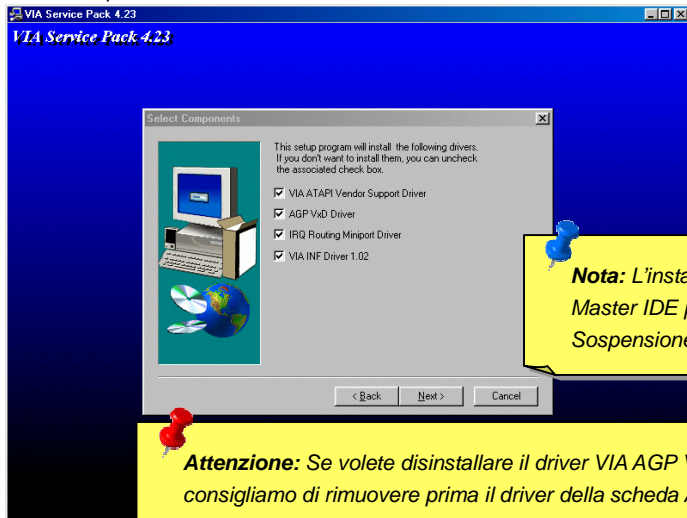 VIA Service Pack 4.23
VIA Service Pack 4.23
Select Components
This setup program will install the following drivers.
If you don't want to install them, you can uncheck
the associated check box.
VIA ATAPI Vendor Support Driver
AGP VxD Driver
IRQ Routing Miniport Driver
VIA INF Driver 1.02
Nota: L'insta
Master IDE
Sospensione
< Back Next > Cancel
Attenzione: Se volete disinstallare il driver VIA AGP
consigliamo di rimuovere prima il driver della scheda